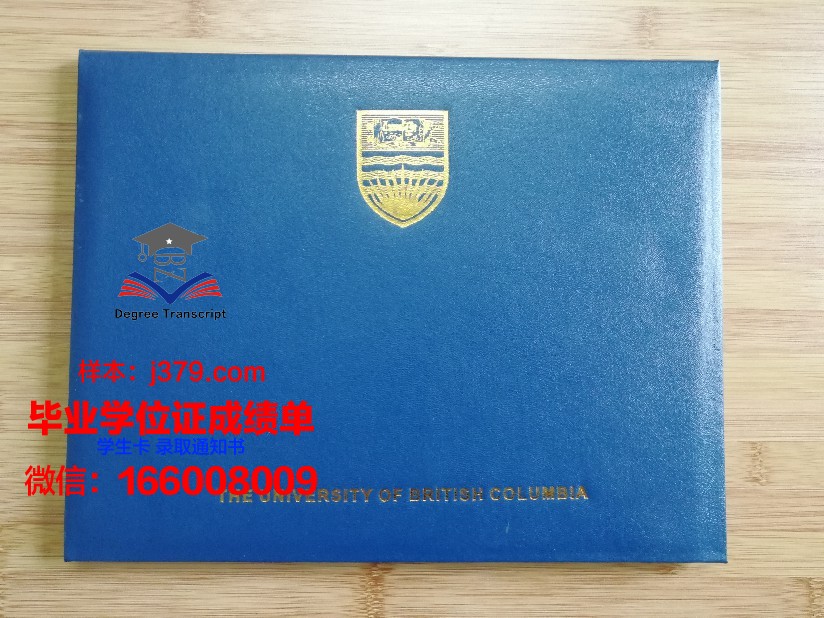 BZ
Degree Transcript
样本：j379.com
毕业学位证成绩单
学生卡 录取通知书
微信：166008009
THE UNIVERSITY OF BRITISH COLUMBIA